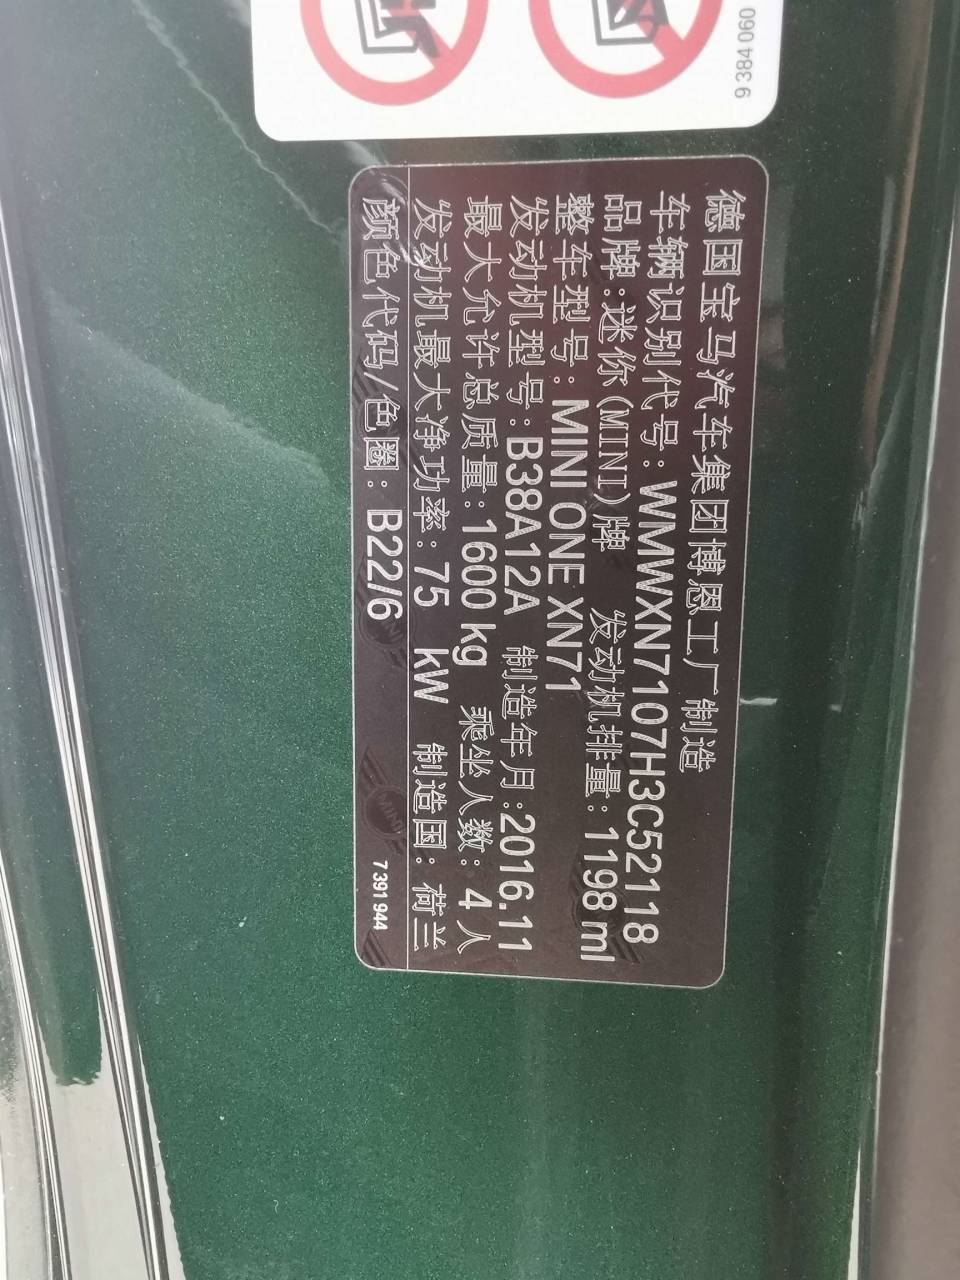 9 384 060
德国宝马汽车集团博恩工厂制造
车辆识别代号:WMWXN7107H3C52118
品牌:迷你(MINI)牌 发动机排量:1198 ml
整车型号:MINI ONE XN71
发动机型号:B38A12A 制造年月:2016.11
最大允许总质量:1600 kg 乘坐人数:4人
发动机最大净功率:75 kW 制造国:荷兰
颜色代码/色圈:B22/6
7 391 944
MINI